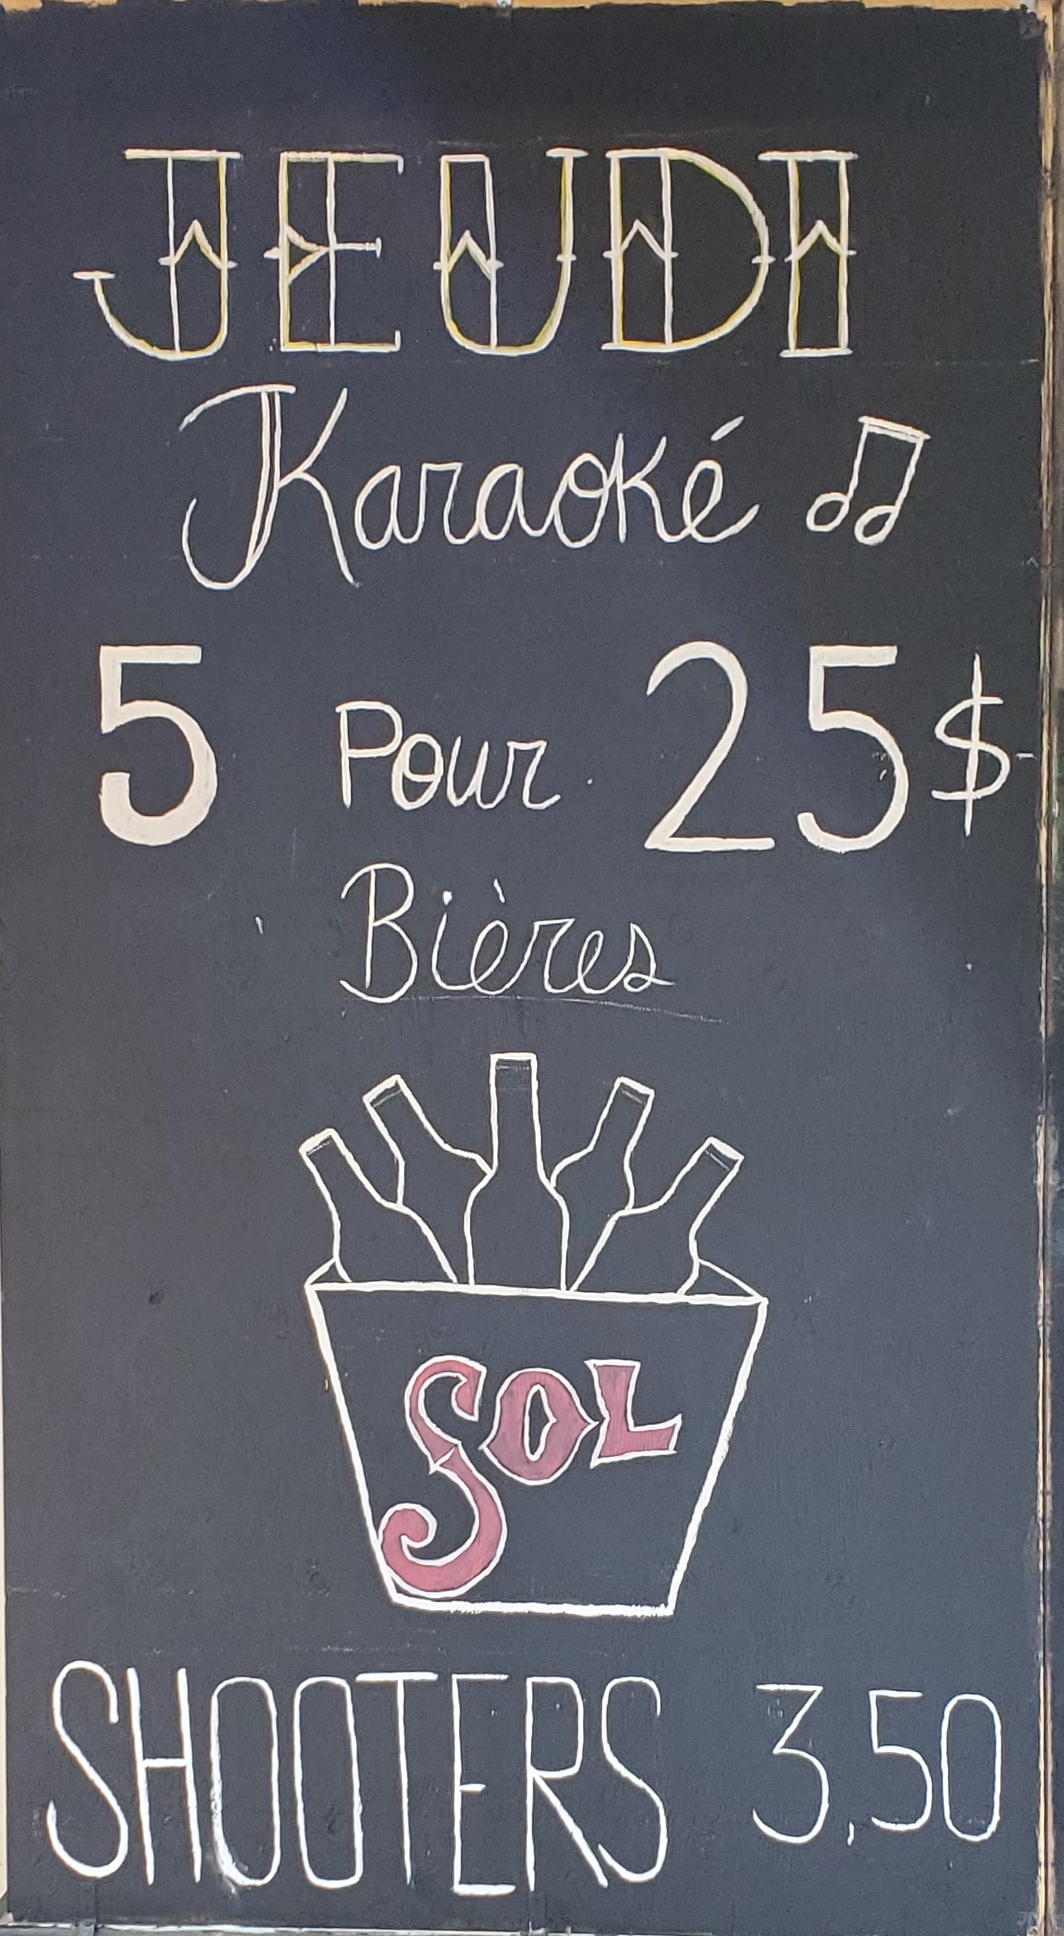 JEUDI
Karaoké
5 Pour 25$
Bières
SOL
SHOOTERS 3,50